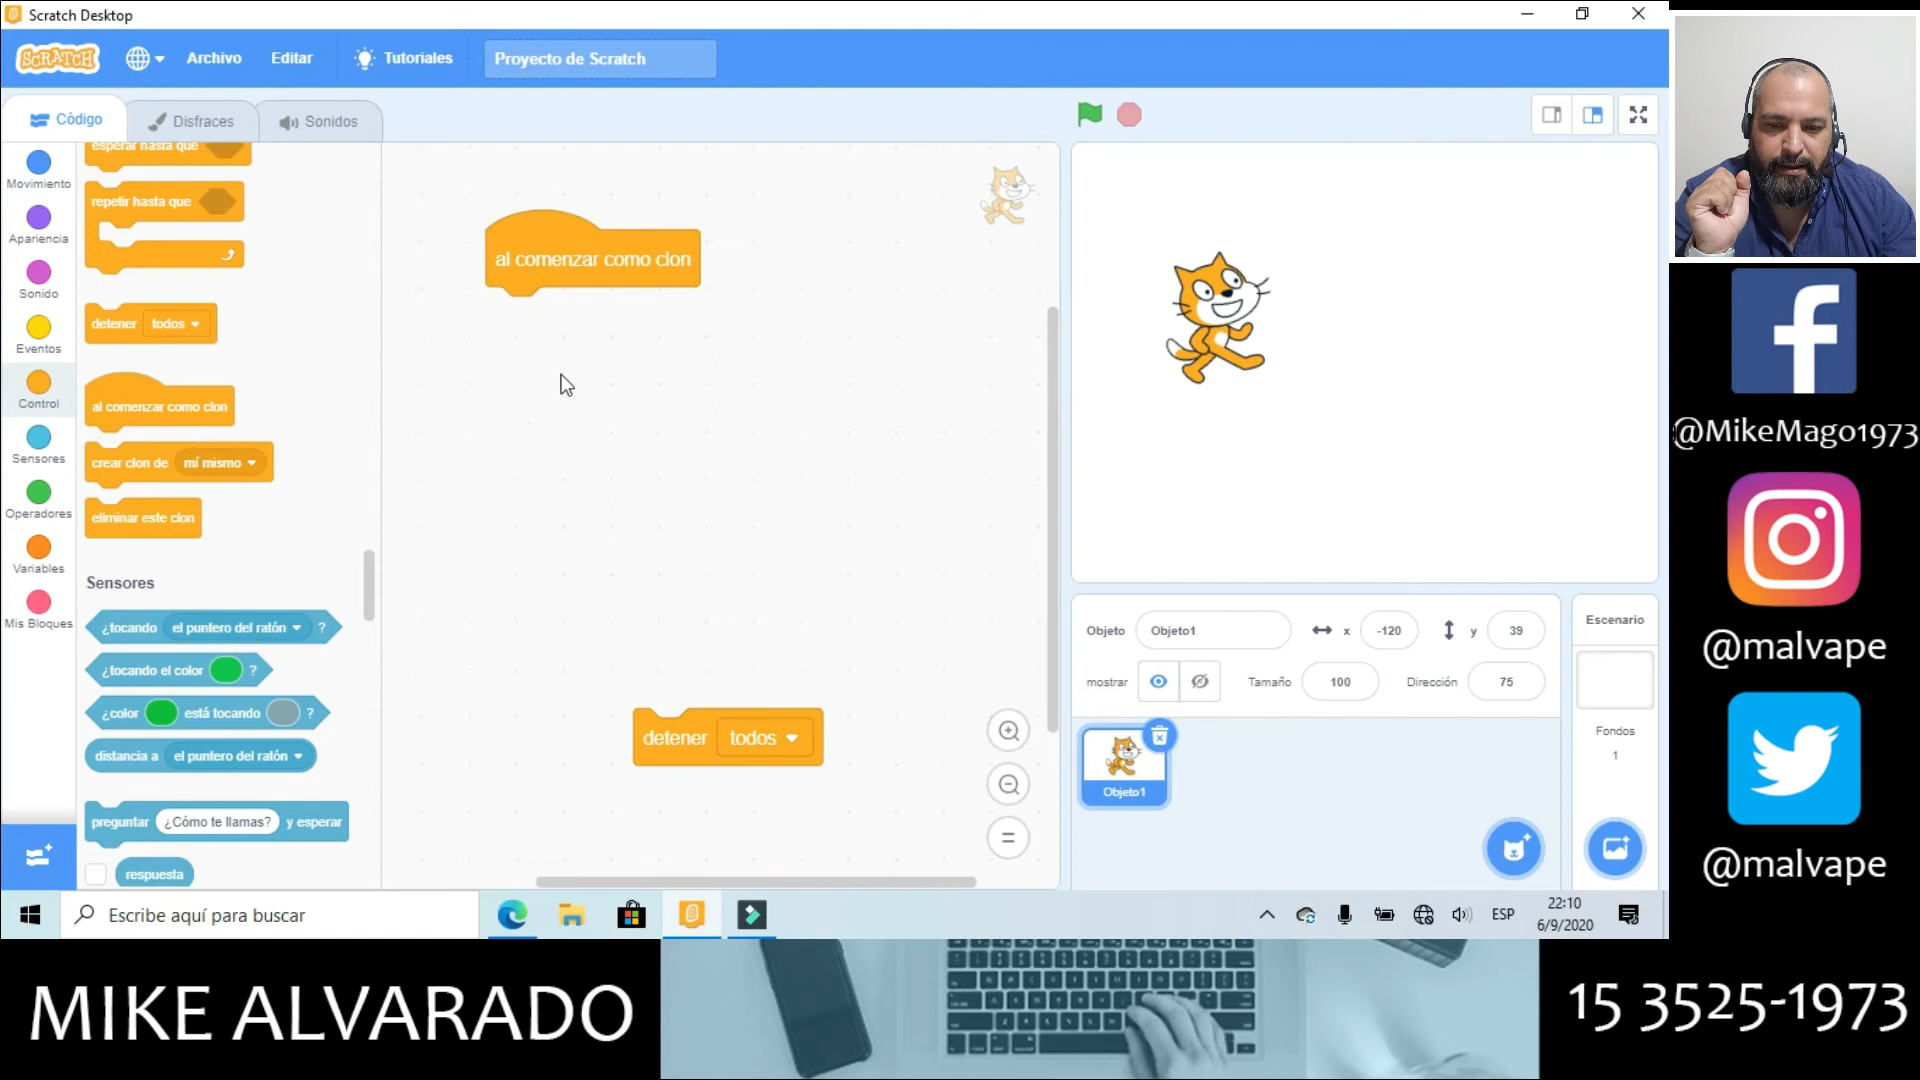 Scratch Desktop
SCRATCH
Archivo
Editar
Tutoriales
Proyecto de Scratch
Código
Disfraces
Sonidos
Movimiento
Apariencia
Sonido
Eventos
Control
Sensores
Operadores
Variables
Mis Bloques
esperar hasta que
repetir hasta que
detener todos
al comenzar como clon
crear clon de mí mismo
eliminar este clon
Sensores
¿tocando el puntero del ratón ?
¿tocando el color ?
¿color está tocando ?
distancia a el puntero del ratón
preguntar ¿Cómo te llamas? y esperar
respuesta
al comenzar como clon
detener todos
Objeto Objeto1 x -120 y 39
mostrar Tamaño 100 Dirección 75
Objeto1
Escenario
Fondos
1
Escribe aquí para buscar
ESP
22:10
6/9/2020
@MikeMago1973
@malvape
@malvape
MIKE ALVARADO
15 3525-1973